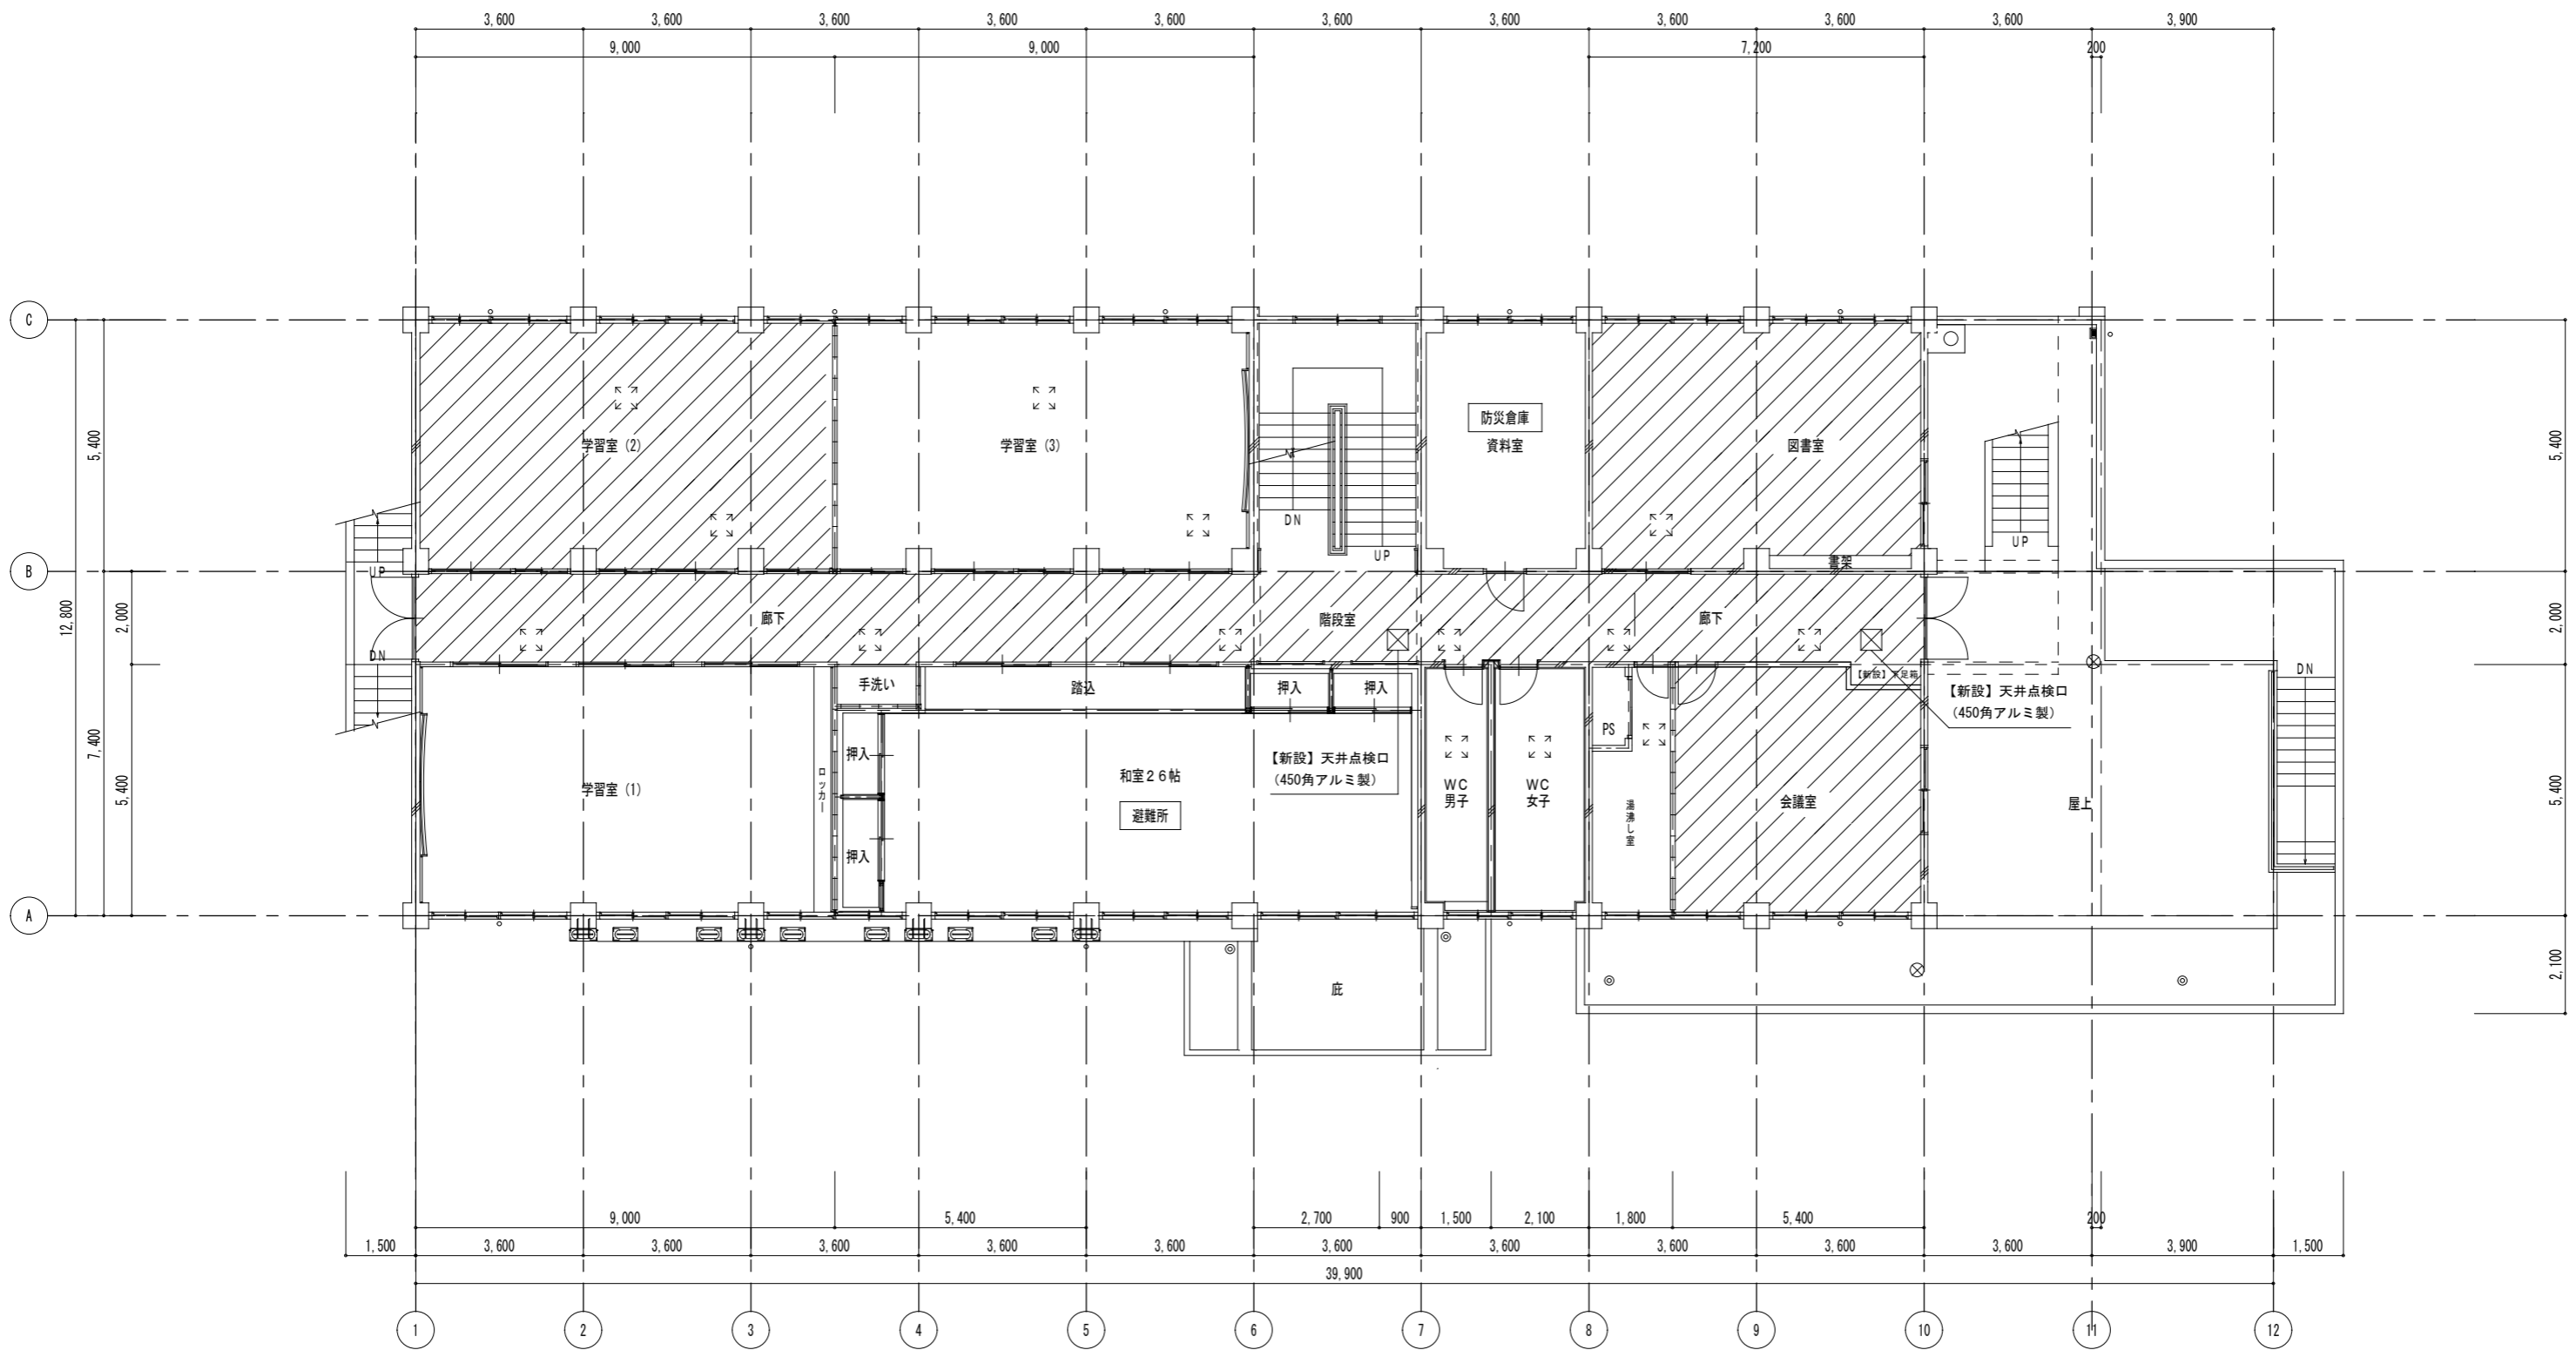 3,600 3,600 3,600 3,600 3,600 3,600 3,600 3,600 3,600 3,600 3,900
9,000 9,000 7,200 200
C
防災倉庫
学習室（2） 学習室（3） 資料室 図書室
5,400 5,400
DN
UP
UP
書架
B
UP
12,800
2,000 廊下 階段室 廊下 2,000
DN
DN
手洗い 踏込 押入 押入
【新設】下足箱
【新設】天井点検口
（450角アルミ製）
PS
7,400
押入
【新設】天井点検口
（450角アルミ製）
和室２６帖
避難所
ロッカー
5,400
学習室（1）
WC
男子
WC
女子
湯沸し室
会議室
屋上
5,400
押入
A
2,100
庇
9,000 5,400 2,700 900 1,500 2,100 1,800 5,400 200
1,500 3,600 3,600 3,600 3,600 3,600 3,600 3,600 3,600 3,600 3,600 3,900 1,500
39,900
1 2 3 4 5 6 7 8 9 10 11 12